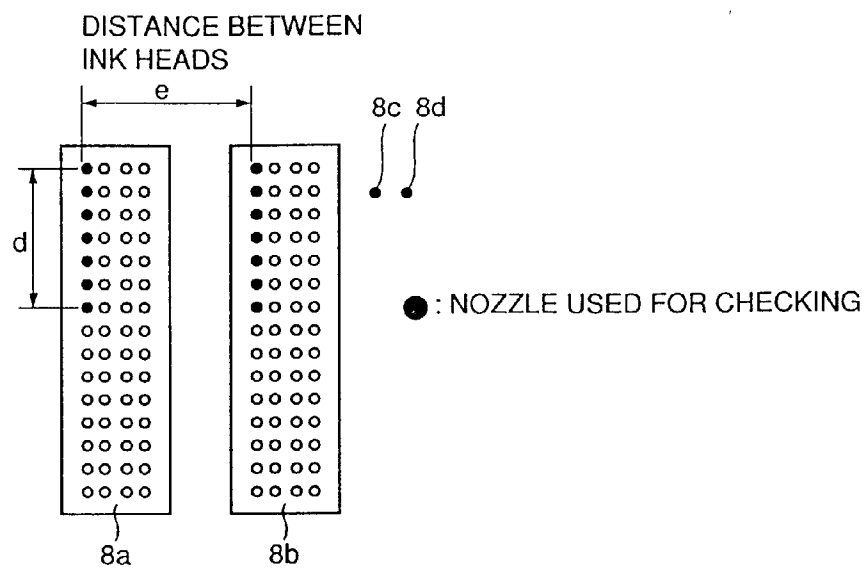 DISTANCE BETWEEN
INK HEADS
e
8c 8d
d
: NOZZLE USED FOR CHECKING
8a 8b